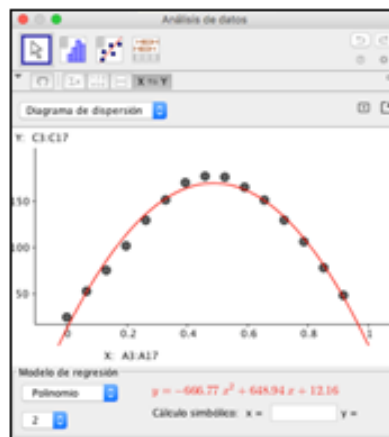 Análisis de datos
X Y
Diagrama de dispersión
Y: C3:C17
150
100
50
0 0.2 0.4 0.6 0.8 1
X: A3:A17
Modelo de regresión
Polinomio
y = −666.77 x² + 648.94 x + 12.16
2
Cálculo simbólico: x = y =